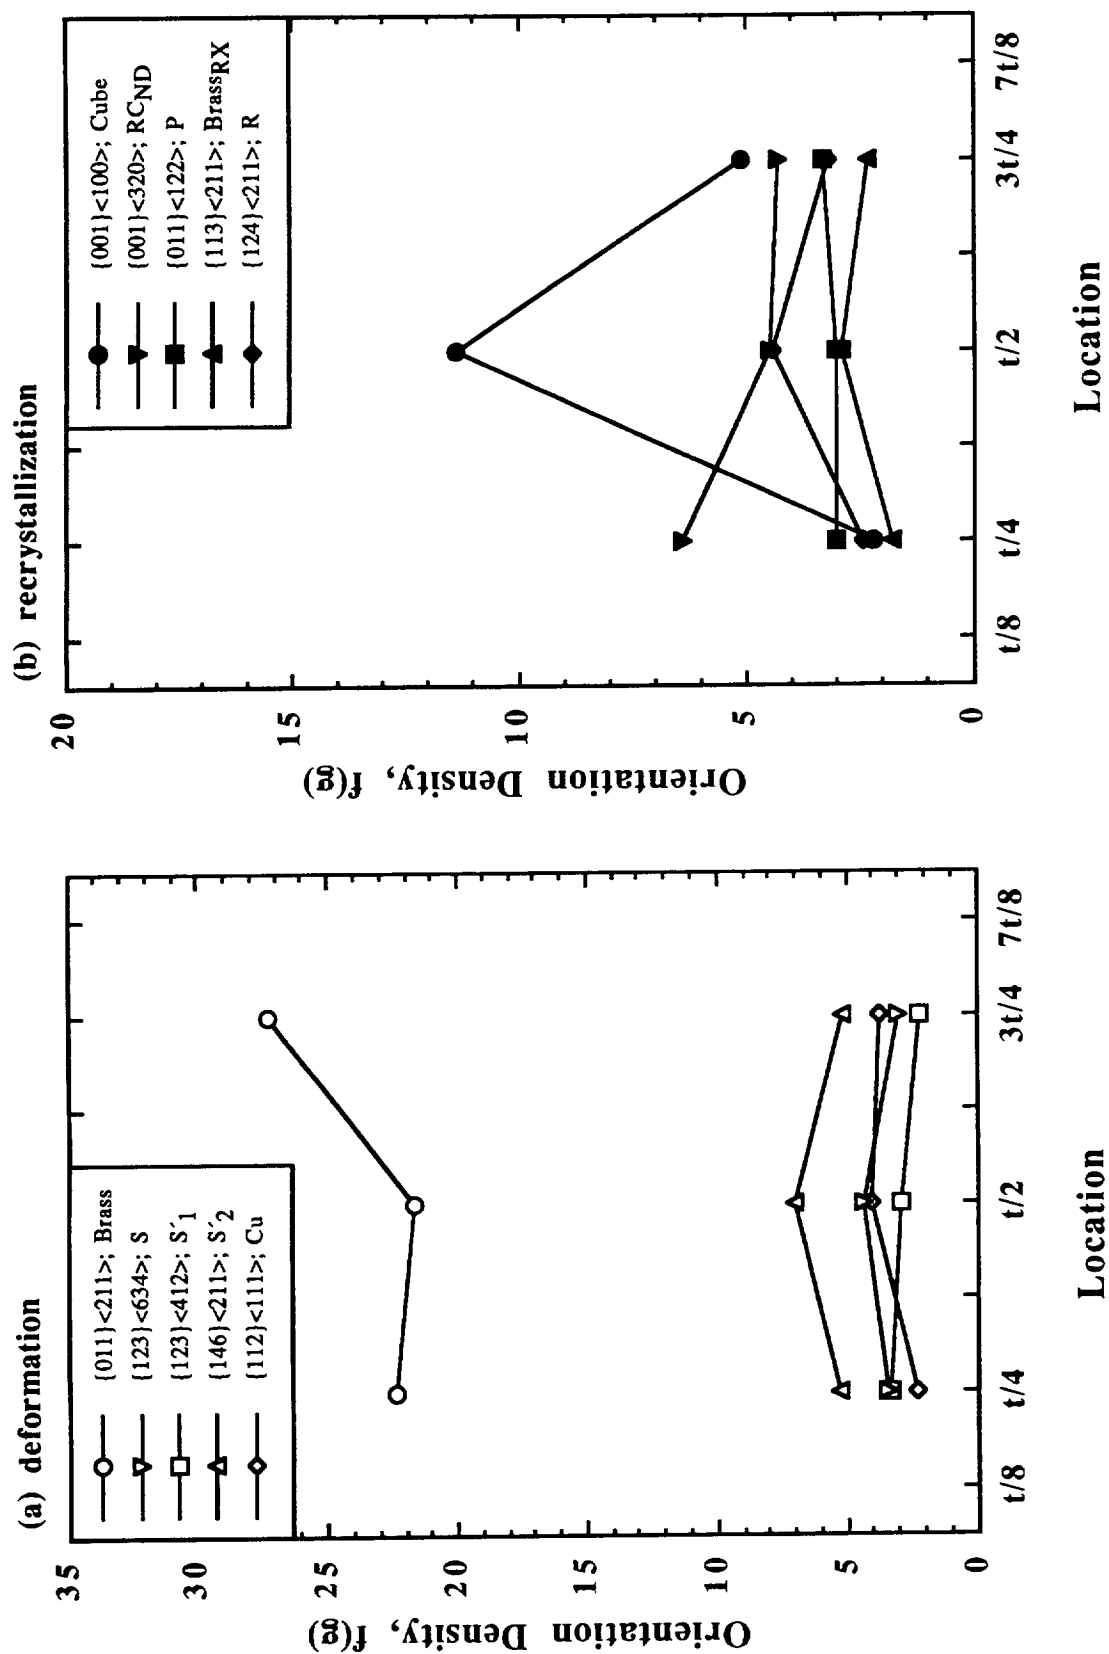 (a) deformation
{011}<211>; Brass
{123}<634>; S
{123}<412>; S´1
{146}<211>; S´2
{112}<111>; Cu
35
30
25
20
15
10
5
0
Orientation Density, f(g)
t/8
t/4
t/2
3t/4
7t/8
Location
(b) recrystallization
{001}<100>; Cube
{001}<320>; RCND
{011}<122>; P
{113}<211>; BrassRX
{124}<211>; R
20
15
10
5
0
Orientation Density, f(g)
t/8
t/4
t/2
3t/4
7t/8
Location